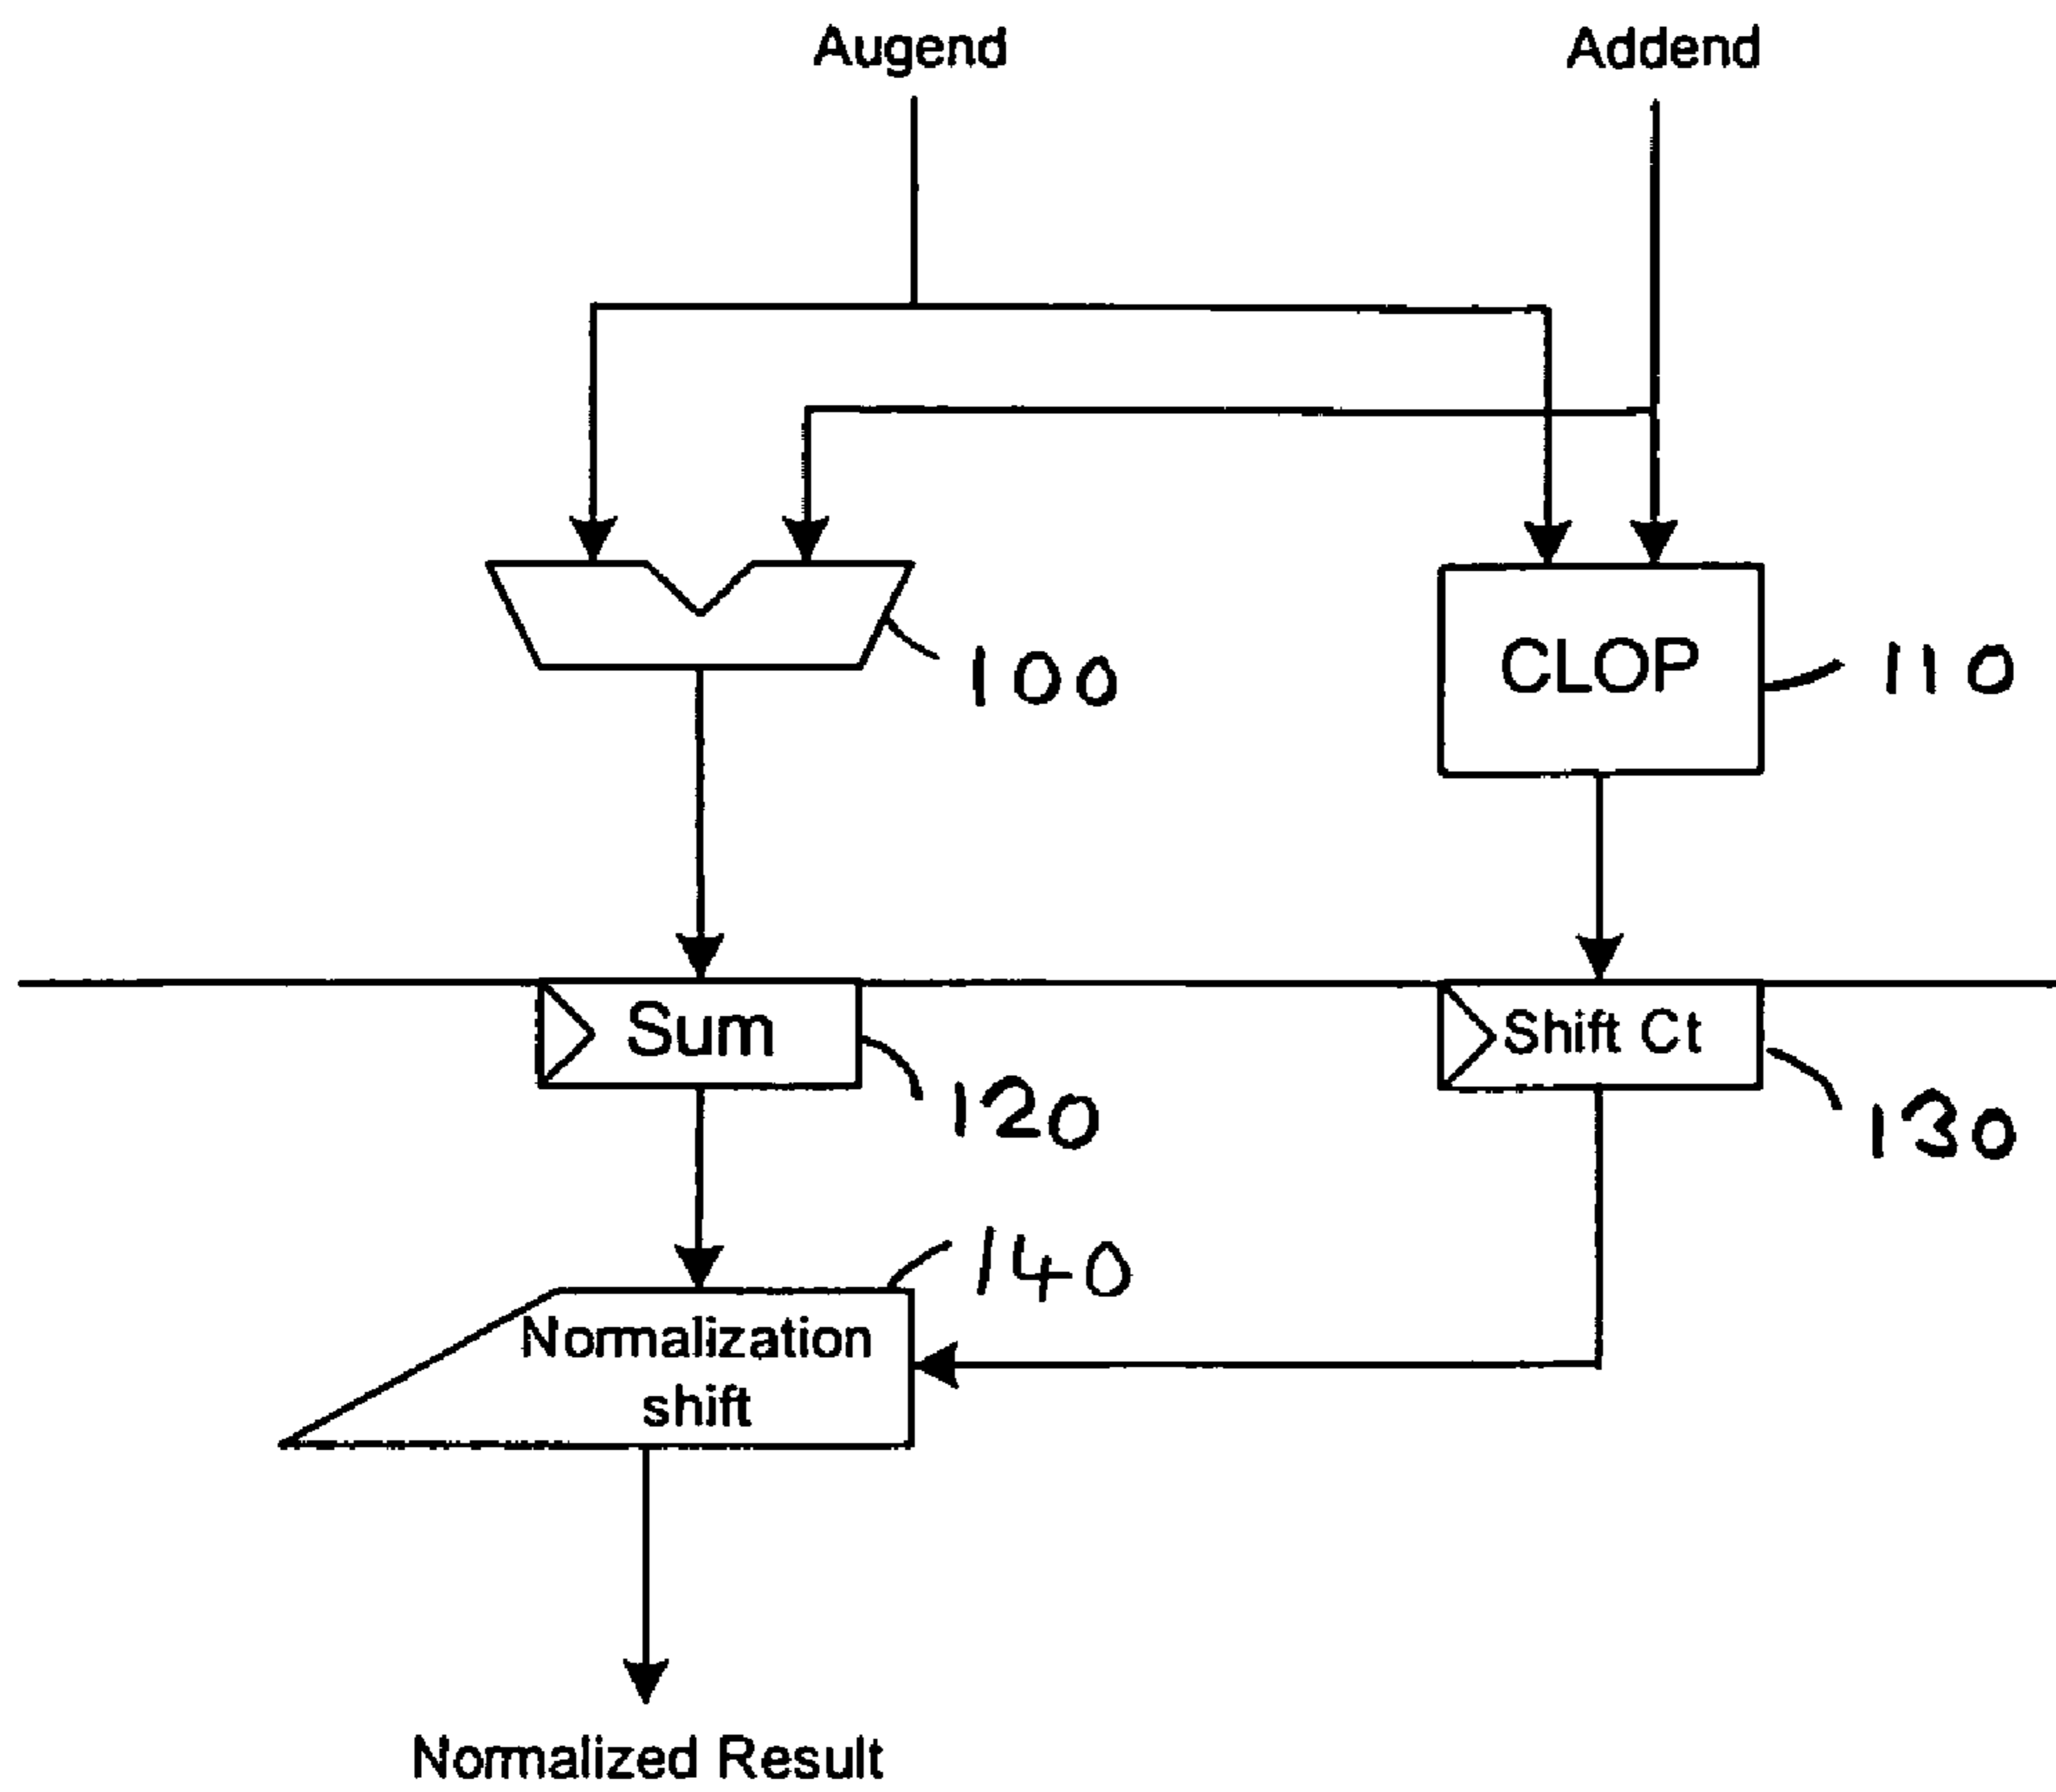 Augend
Addend
100
CLOP
110
Sum
120
Shift Ct
130
140
Normalization
shift
Normalized Result